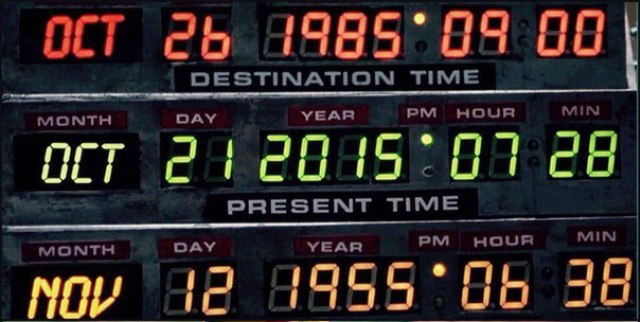 OCT 26 1985 09 00
DESTINATION TIME
MONTH DAY YEAR PM HOUR MIN
OCT 21 2015 07 28
PRESENT TIME
MONTH DAY YEAR PM HOUR MIN
NOV 12 1955 06 38